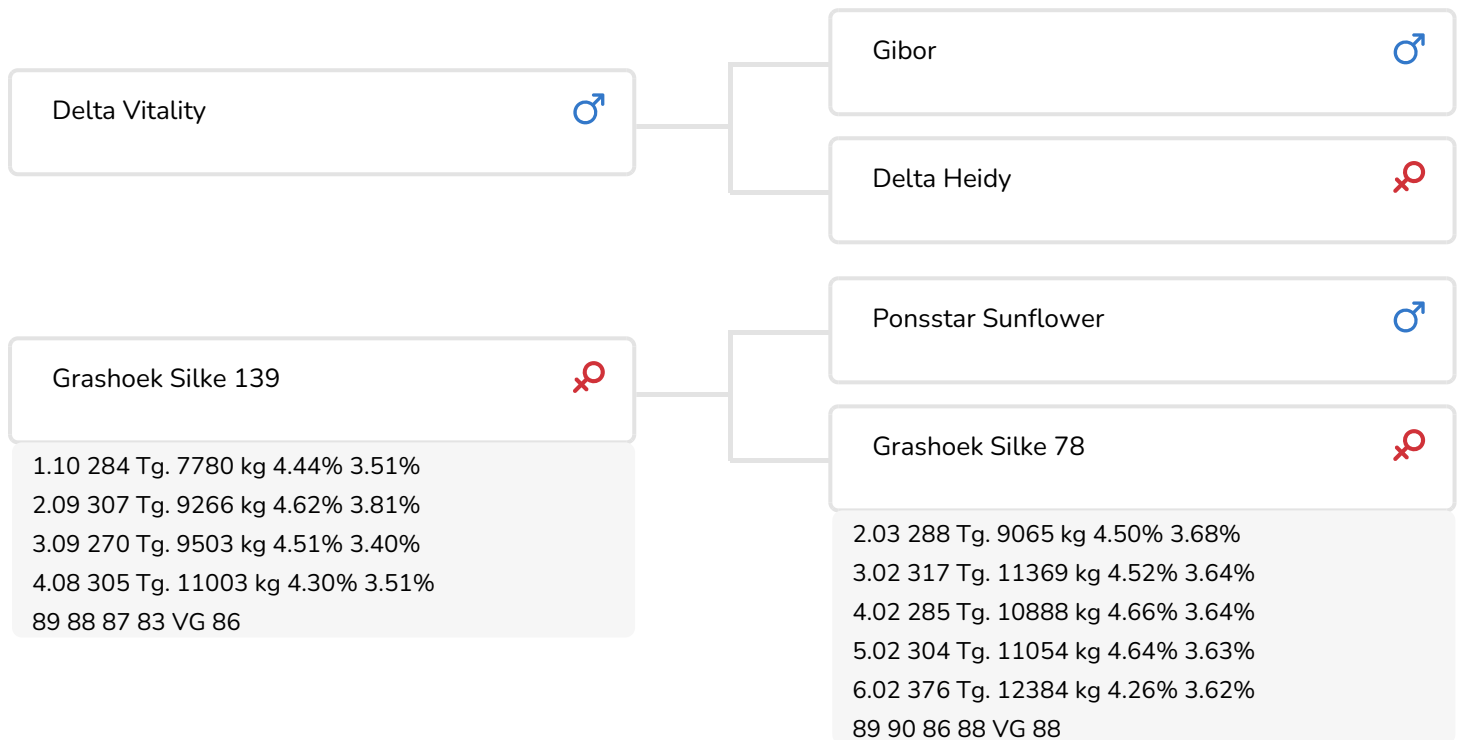 Delta Vitality
Gibor
Delta Heidy
Grashoek Silke 139
1.10 284 Tg. 7780 kg 4.44% 3.51%
2.09 307 Tg. 9266 kg 4.62% 3.81%
3.09 270 Tg. 9503 kg 4.51% 3.40%
4.08 305 Tg. 11003 kg 4.30% 3.51%
89 88 87 83 VG 86
Ponsstar Sunflower
Grashoek Silke 78
2.03 288 Tg. 9065 kg 4.50% 3.68%
3.02 317 Tg. 11369 kg 4.52% 3.64%
4.02 285 Tg. 10888 kg 4.66% 3.64%
5.02 304 Tg. 11054 kg 4.64% 3.63%
6.02 376 Tg. 12384 kg 4.26% 3.62%
89 90 86 88 VG 88